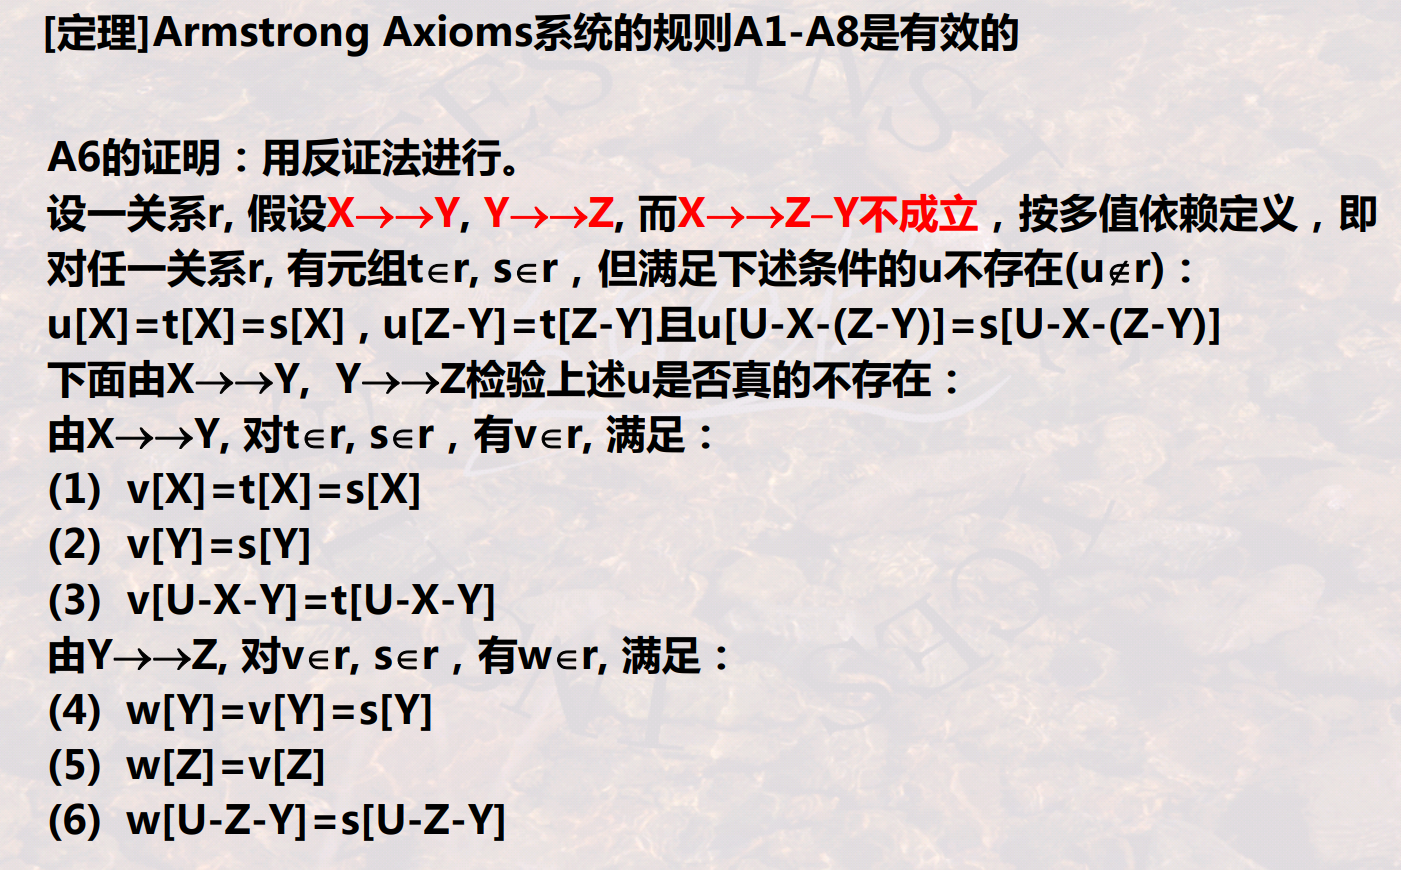 [定理]Armstrong Axioms系统的规则A1-A8是有效的
A6的证明：用反证法进行。
设一关系r, 假设X→→Y, Y→→Z, 而X→→Z–Y不成立，按多值依赖定义，即
对任一关系r, 有元组t∈r, s∈r，但满足下述条件的u不存在(u∉r)：
u[X]=t[X]=s[X]，u[Z-Y]=t[Z-Y]且u[U-X-(Z-Y)]=s[U-X-(Z-Y)]
下面由X→→Y, Y→→Z检验上述u是否真的不存在：
由X→→Y, 对t∈r, s∈r，有v∈r, 满足：
(1) v[X]=t[X]=s[X]
(2) v[Y]=s[Y]
(3) v[U-X-Y]=t[U-X-Y]
由Y→→Z, 对v∈r, s∈r，有w∈r, 满足：
(4) w[Y]=v[Y]=s[Y]
(5) w[Z]=v[Z]
(6) w[U-Z-Y]=s[U-Z-Y]